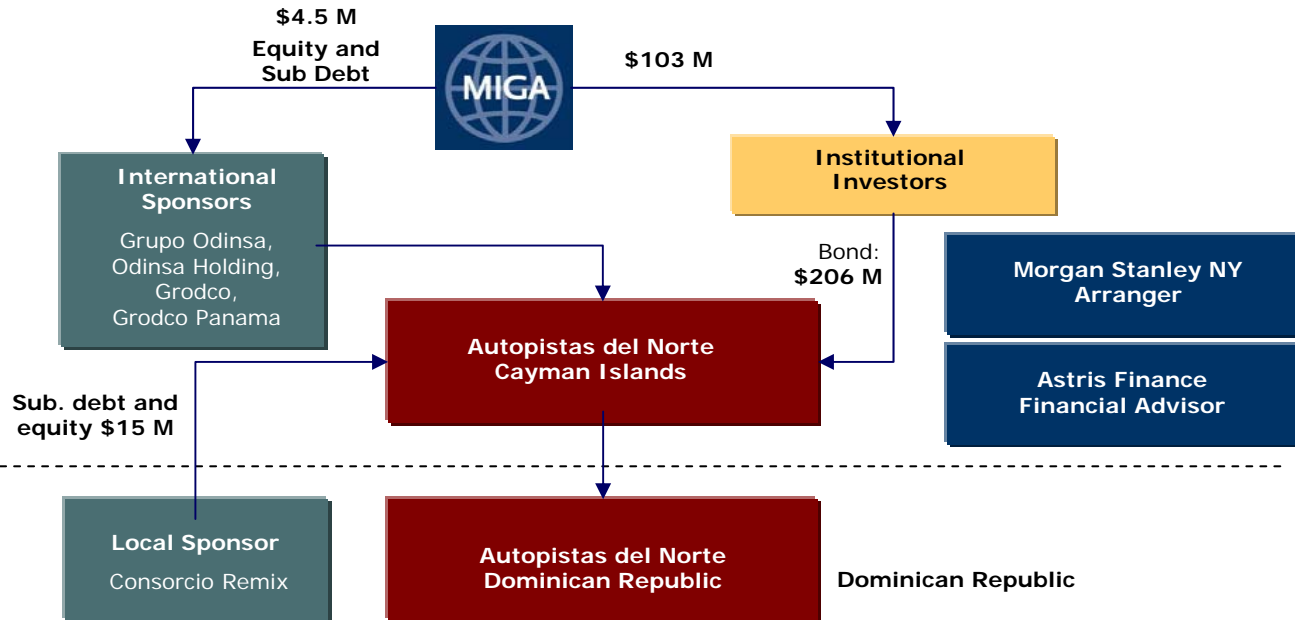 $4.5 M
Equity and
Sub Debt
MIGA
$103 M
International
Sponsors
Grupo Odinsa,
Odinsa Holding,
Grodco,
Grodco Panama
Institutional
Investors
Bond:
$206 M
Morgan Stanley NY
Arranger
Autopistas del Norte
Cayman Islands
Astris Finance
Financial Advisor
Sub. debt and
equity $15 M
Local Sponsor
Consorcio Remix
Autopistas del Norte
Dominican Republic
Dominican Republic